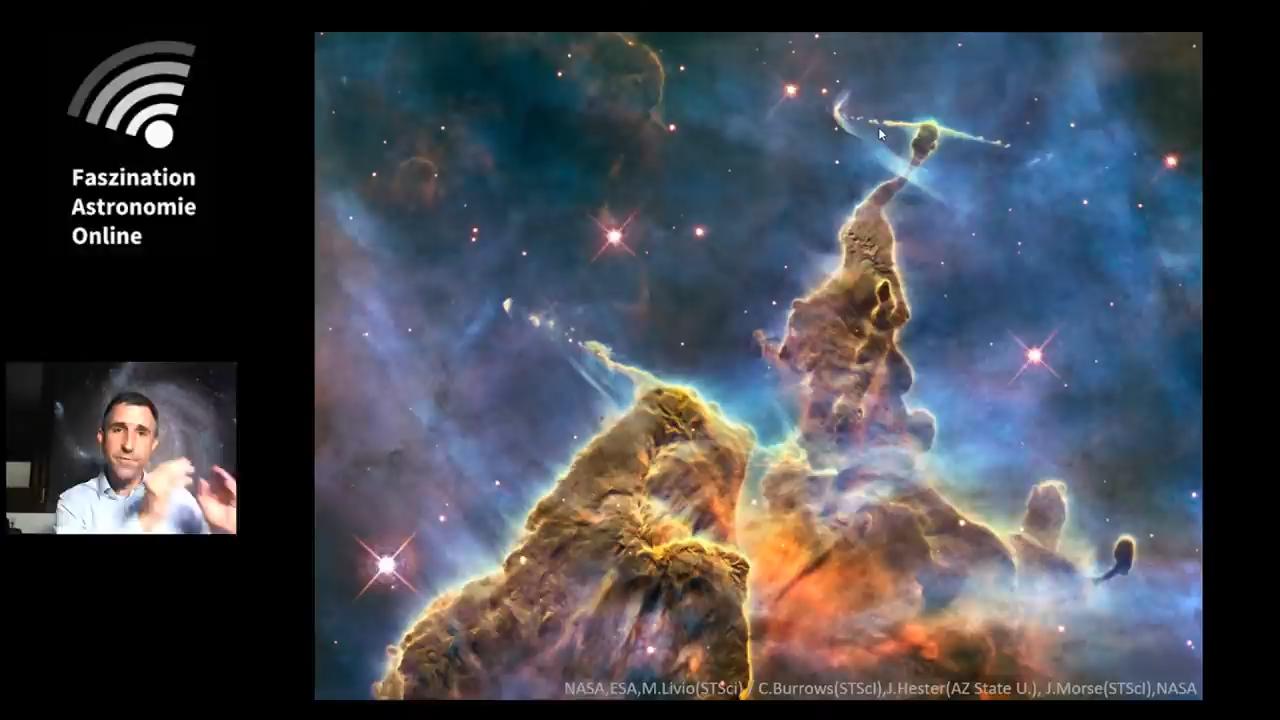 Faszination
Astronomie
Online
NASA,ESA,M.Livio(STSci) / C.Burrows(STScI),J.Hester(AZ State U.), J.Morse(STScI),NASA